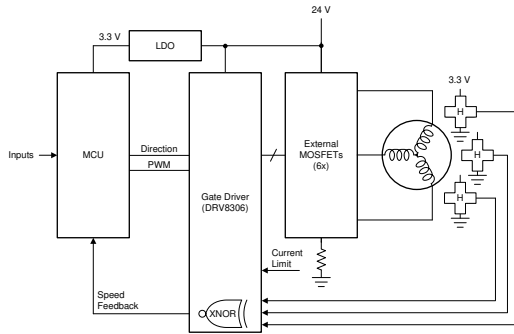 24 V
3.3 V
LDO
3.3 V
H
MCU
External
MOSFETs
(6x)
Inputs
Direction
PWM
H
Gate Driver
(DRV8306)
H
Current
Limit
Speed
Feedback
XNOR